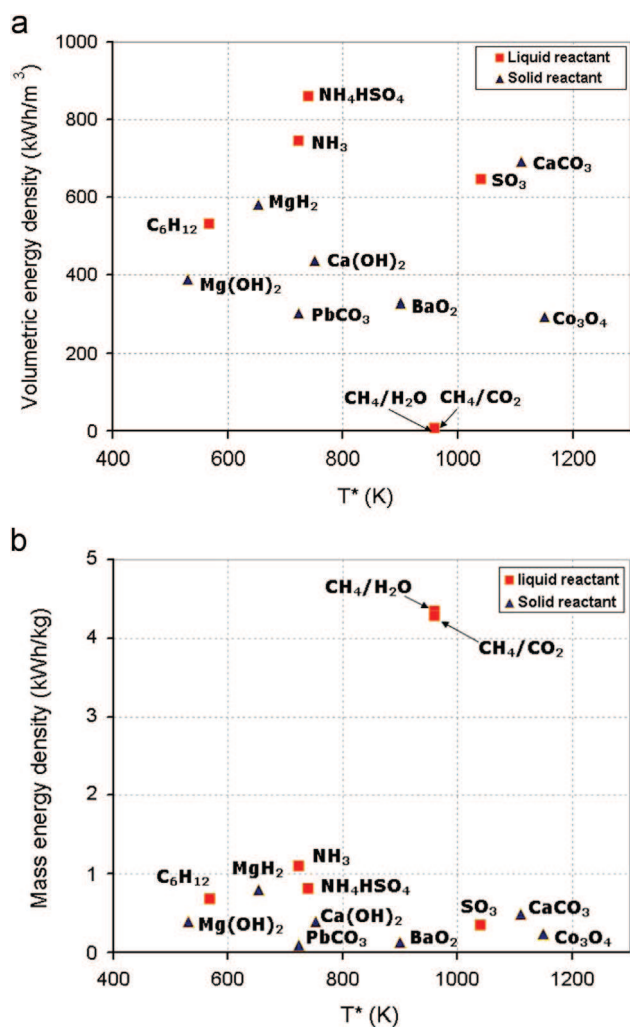 a
1000
Liquid reactant
Solid reactant
NH₄HSO₄
800
NH₃
CaCO₃
SO₃
600
MgH₂
C₆H₁₂
Ca(OH)₂
400
Mg(OH)₂
PbCO₃
BaO₂
Co₃O₄
200
CH₄/H₂O CH₄/CO₂
0
400 600 800 1000 1200
T* (K)
Volumetric energy density (kWh/m³)
b
5
liquid reactant
Solid reactant
CH₄/H₂O
4
CH₄/CO₂
3
2
NH₃
1
MgH₂
C₆H₁₂
NH₄HSO₄
SO₃
CaCO₃
Mg(OH)₂
Ca(OH)₂
PbCO₃
BaO₂
Co₃O₄
0
400 600 800 1000 1200
T* (K)
Mass energy density (kWh/kg)